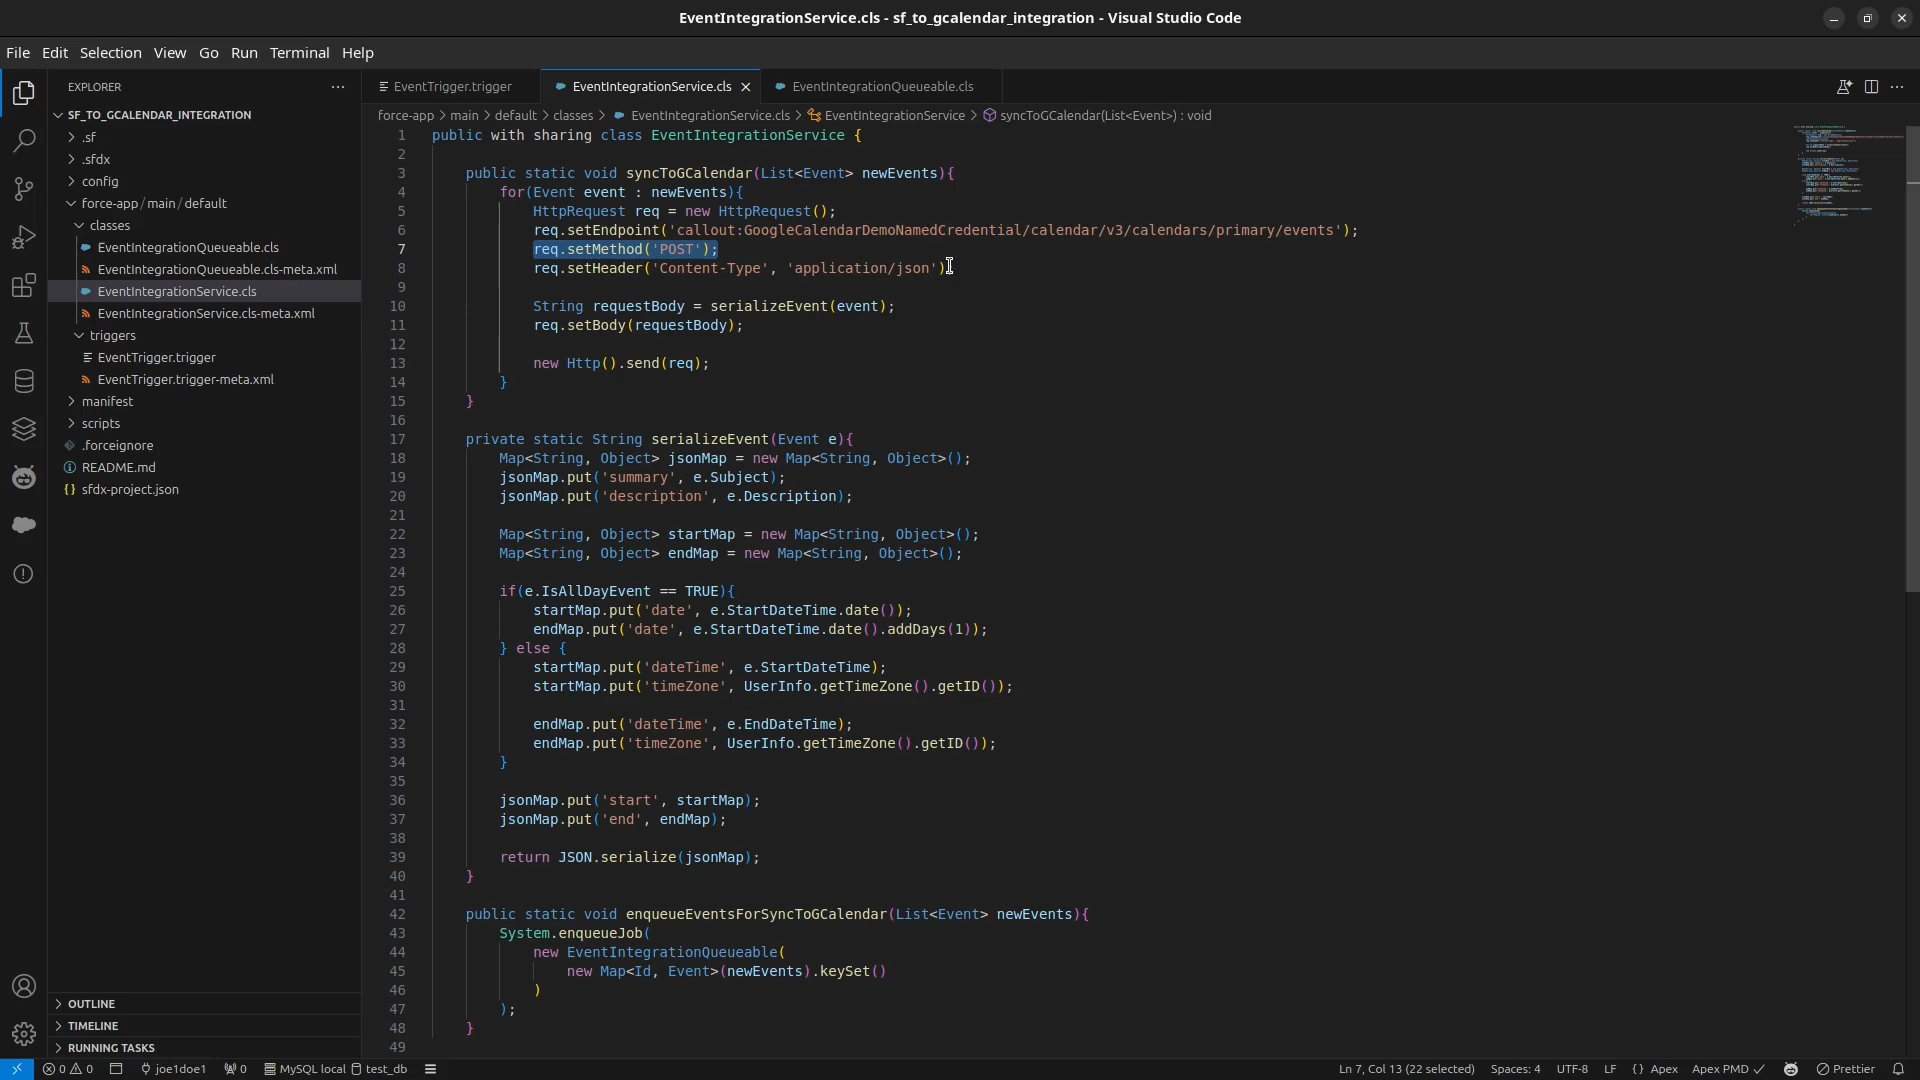 EventIntegrationService.cls - sf_to_gcalendar_integration - Visual Studio Code
File Edit Selection View Go Run Terminal Help
EXPLORER
SF_TO_GCALENDAR_INTEGRATION
.sf
.sfdx
config
force-app / main / default
classes
EventIntegrationQueueable.cls
EventIntegrationQueueable.cls-meta.xml
EventIntegrationService.cls
EventIntegrationService.cls-meta.xml
triggers
EventTrigger.trigger
EventTrigger.trigger-meta.xml
manifest
scripts
.forceignore
README.md
{} sfdx-project.json
OUTLINE
TIMELINE
RUNNING TASKS
EventTrigger.trigger EventIntegrationService.cls EventIntegrationQueueable.cls
force-app > main > default > classes > EventIntegrationService.cls > EventIntegrationService > syncToGCalendar(List<Event>) : void
1 public with sharing class EventIntegrationService {
2
3 public static void syncToGCalendar(List<Event> newEvents){
4 for(Event event : newEvents){
5 HttpRequest req = new HttpRequest();
6 req.setEndpoint('callout:GoogleCalendarDemoNamedCredential/calendar/v3/calendars/primary/events');
7 req.setMethod('POST');
8 req.setHeader('Content-Type', 'application/json');
9
10 String requestBody = serializeEvent(event);
11 req.setBody(requestBody);
12
13 new Http().send(req);
14 }
15 }
16
17 private static String serializeEvent(Event e){
18 Map<String, Object> jsonMap = new Map<String, Object>();
19 jsonMap.put('summary', e.Subject);
20 jsonMap.put('description', e.Description);
21
22 Map<String, Object> startMap = new Map<String, Object>();
23 Map<String, Object> endMap = new Map<String, Object>();
24
25 if(e.IsAllDayEvent == TRUE){
26 startMap.put('date', e.StartDateTime.date());
27 endMap.put('date', e.StartDateTime.date().addDays(1));
28 } else {
29 startMap.put('dateTime', e.StartDateTime);
30 startMap.put('timeZone', UserInfo.getTimeZone().getID());
31
32 endMap.put('dateTime', e.EndDateTime);
33 endMap.put('timeZone', UserInfo.getTimeZone().getID());
34 }
35
36 jsonMap.put('start', startMap);
37 jsonMap.put('end', endMap);
38
39 return JSON.serialize(jsonMap);
40 }
41
42 public static void enqueueEventsForSyncToGCalendar(List<Event> newEvents){
43 System.enqueueJob(
44 new EventIntegrationQueueable(
45 new Map<Id, Event>(newEvents).keySet()
46 )
47 );
48 }
49
0 0 joe1doe1 0 MySQL local test_db Ln 7, Col 13 (22 selected) Spaces: 4 UTF-8 LF {} Apex Apex PMD Prettier